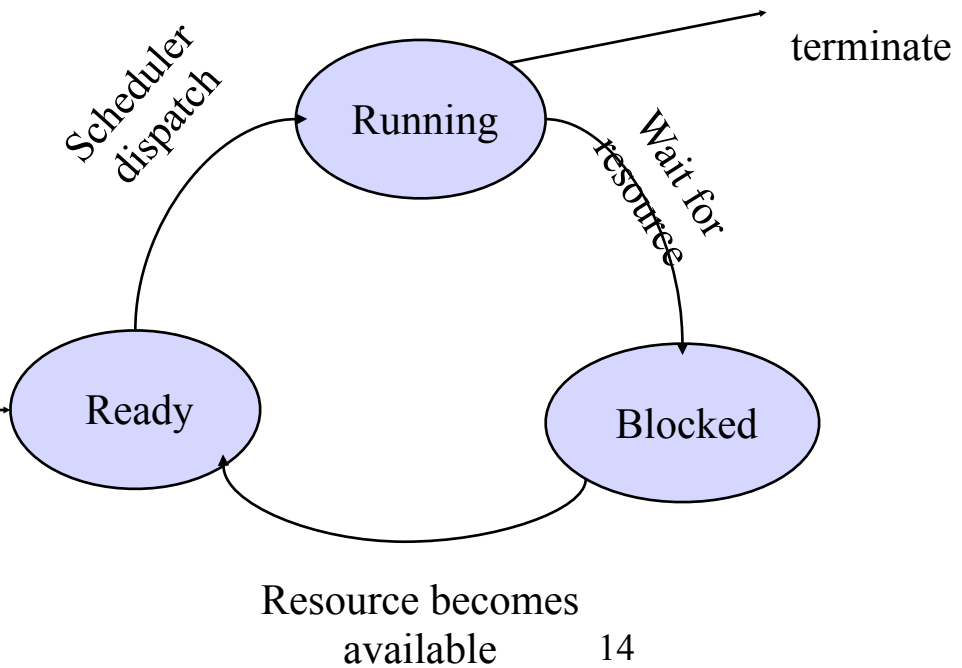 terminate
Scheduler
dispatch
Running
Wait for
resource
Ready
Blocked
Resource becomes
available
14